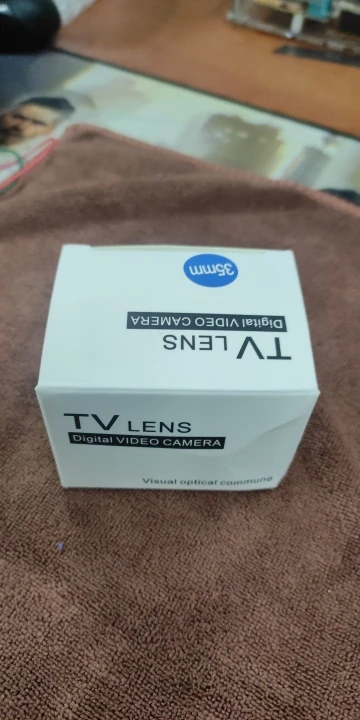 35mm
TV LENS
Digital VIDEO CAMERA
TV LENS
Digital VIDEO CAMERA
Visual optical commune